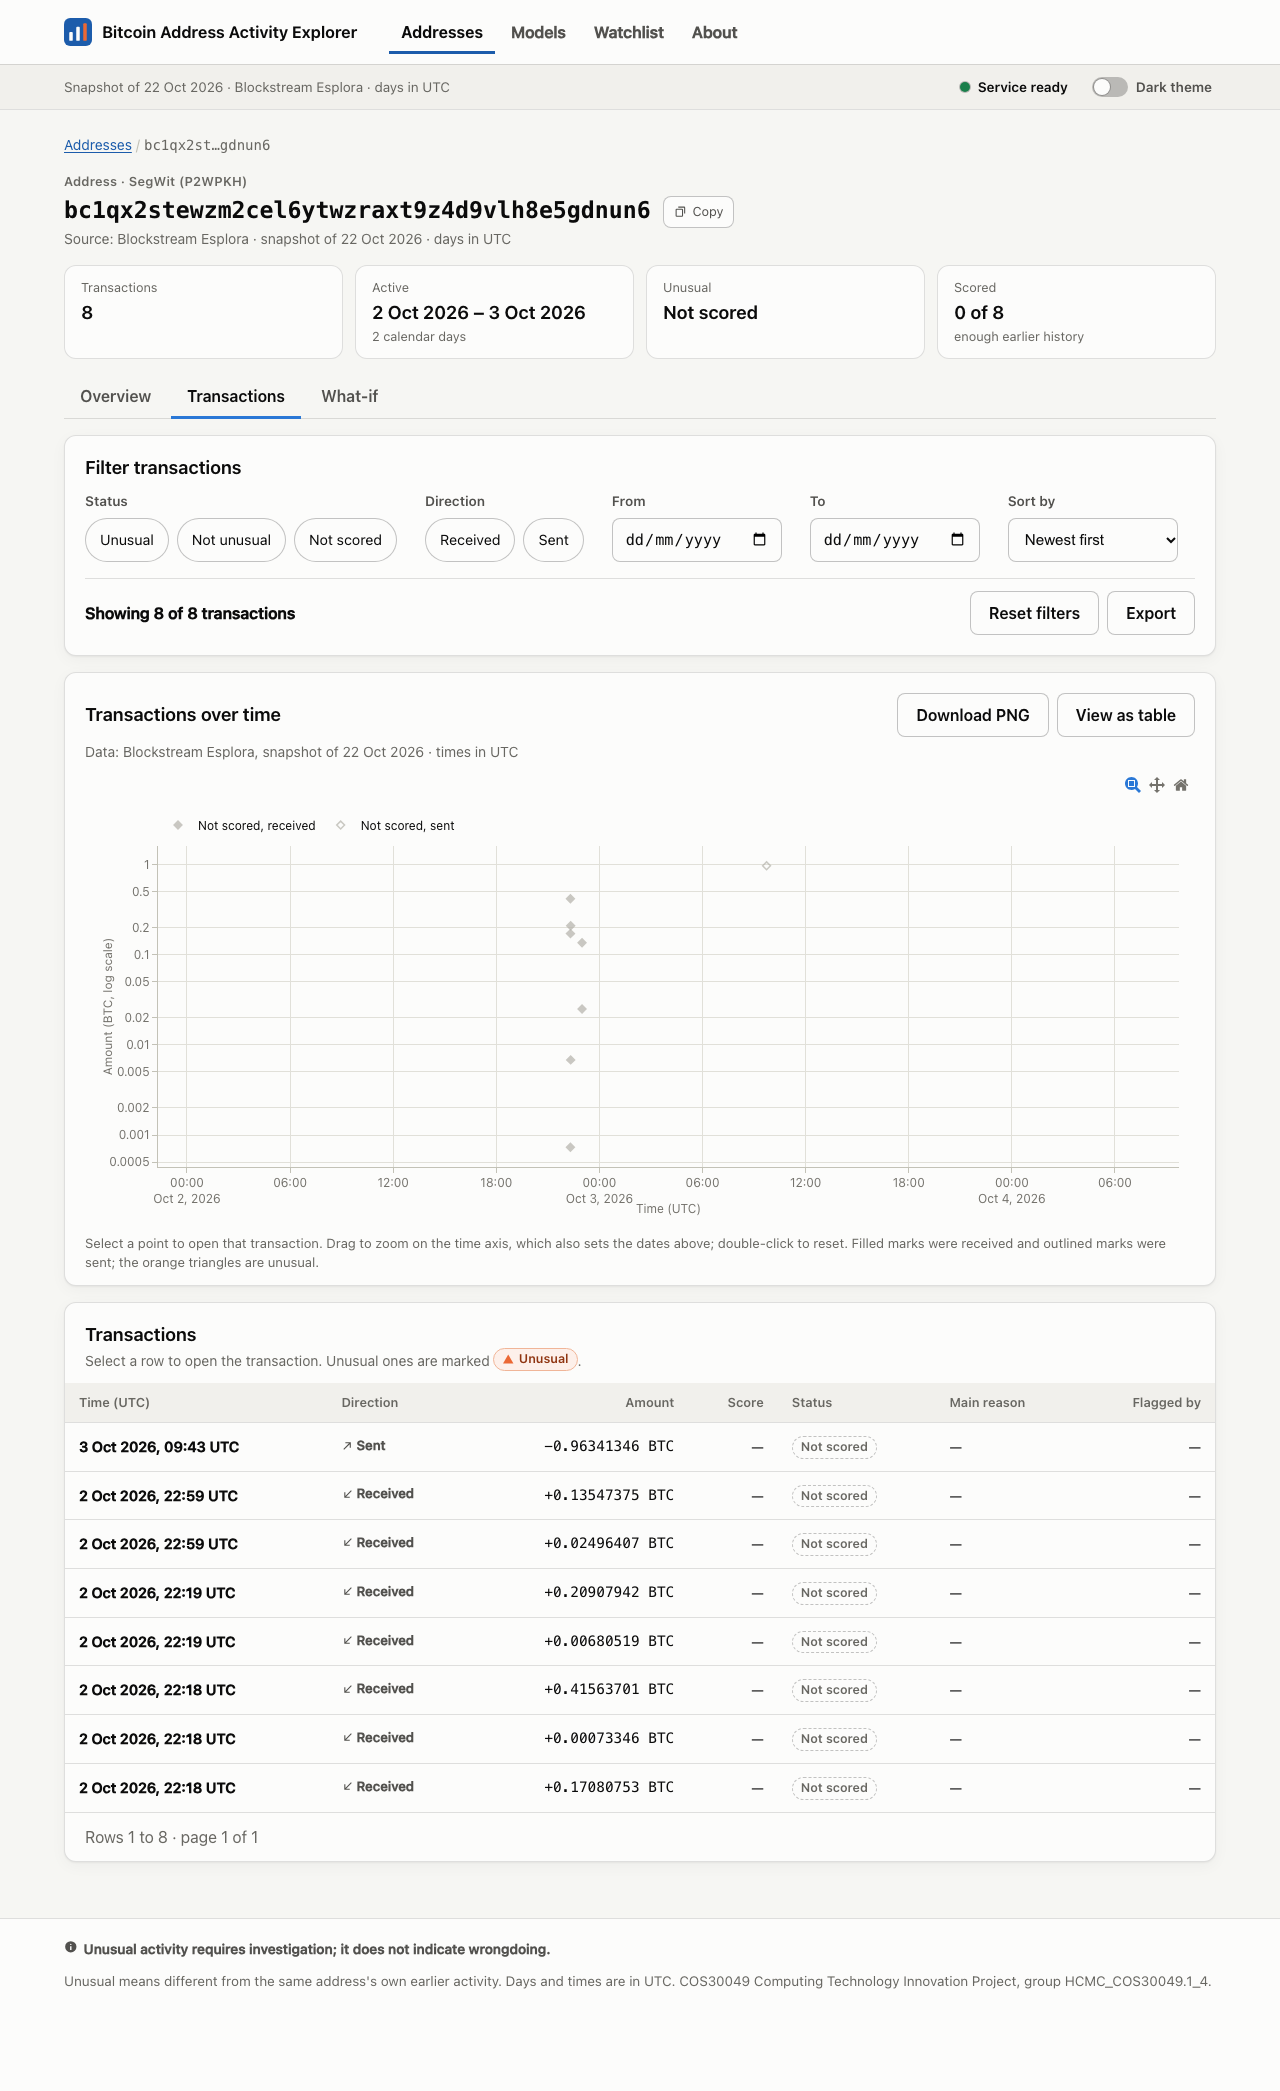 Bitcoin Address Activity Explorer Addresses Models Watchlist About
Snapshot of 22 Oct 2026 · Blockstream Esplora · days in UTC Service ready Dark theme
Addresses / bc1qx2st…gdnun6
Address · SegWit (P2WPKH)
bc1qx2stewzm2cel6ytwzraxt9z4d9vlh8e5gdnun6 Copy
Source: Blockstream Esplora · snapshot of 22 Oct 2026 · days in UTC
Transactions Active Unusual Scored
8 2 Oct 2026 – 3 Oct 2026 Not scored 0 of 8
2 calendar days enough earlier history
Overview Transactions What-if
Filter transactions
Status Direction From To Sort by
Unusual Not unusual Not scored Received Sent dd/mm/yyyy dd/mm/yyyy Newest first
Showing 8 of 8 transactions Reset filters Export
Transactions over time Download PNG View as table
Data: Blockstream Esplora, snapshot of 22 Oct 2026 · times in UTC
Not scored, received Not scored, sent
Amount (BTC, log scale)
1
0.5
0.2
0.1
0.05
0.02
0.01
0.005
0.002
0.001
0.0005
00:00 06:00 12:00 18:00 00:00 06:00 12:00 18:00 00:00 06:00
Oct 2, 2026 Oct 3, 2026 Oct 4, 2026
Time (UTC)
Select a point to open that transaction. Drag to zoom on the time axis, which also sets the dates above; double-click to reset. Filled marks were received and outlined marks were
sent; the orange triangles are unusual.
Transactions
Select a row to open the transaction. Unusual ones are marked Unusual.
Time (UTC) Direction Amount Score Status Main reason Flagged by
3 Oct 2026, 09:43 UTC ↗ Sent −0.96341346 BTC — Not scored — —
2 Oct 2026, 22:59 UTC ↙ Received +0.13547375 BTC — Not scored — —
2 Oct 2026, 22:59 UTC ↙ Received +0.02496407 BTC — Not scored — —
2 Oct 2026, 22:19 UTC ↙ Received +0.20907942 BTC — Not scored — —
2 Oct 2026, 22:19 UTC ↙ Received +0.00680519 BTC — Not scored — —
2 Oct 2026, 22:18 UTC ↙ Received +0.41563701 BTC — Not scored — —
2 Oct 2026, 22:18 UTC ↙ Received +0.00073346 BTC — Not scored — —
2 Oct 2026, 22:18 UTC ↙ Received +0.17080753 BTC — Not scored — —
Rows 1 to 8 · page 1 of 1
Unusual activity requires investigation; it does not indicate wrongdoing.
Unusual means different from the same address's own earlier activity. Days and times are in UTC. COS30049 Computing Technology Innovation Project, group HCMC_COS30049.1_4.